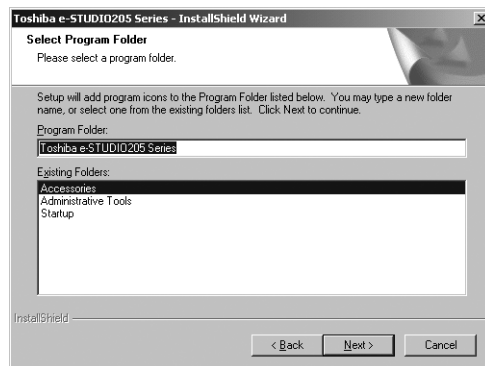 Toshiba e-STUDIO205 Series - InstallShield Wizard
Select Program Folder
Please select a program folder.
Setup will add program icons to the Program Folder listed below. You may type a new folder
name, or select one from the existing folders list. Click Next to continue.
Program Folder:
Toshiba e-STUDIO205 Series
Existing Folders:
Accessories
Administrative Tools
Startup
InstallShield
< Back Next > Cancel